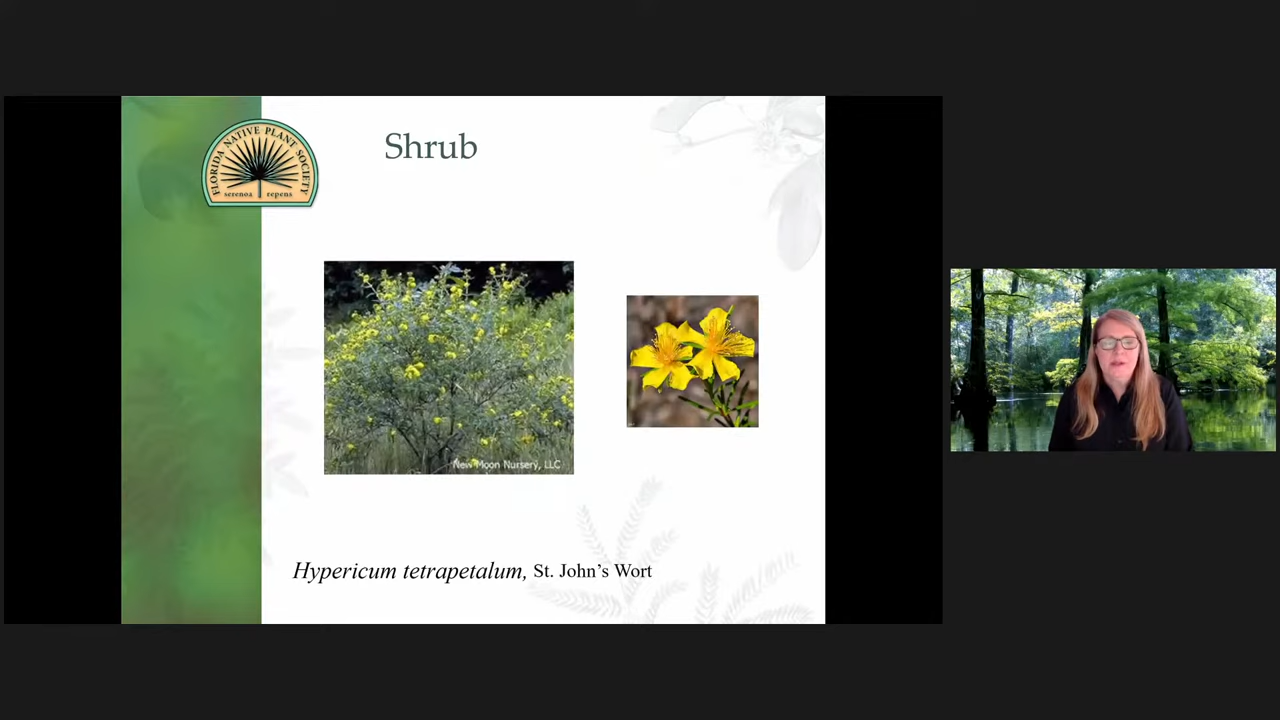 FLORIDA NATIVE PLANT SOCIETY
serenoa repens
Shrub
New Moon Nursery, LLC
Hypericum tetrapetalum, St. John's Wort